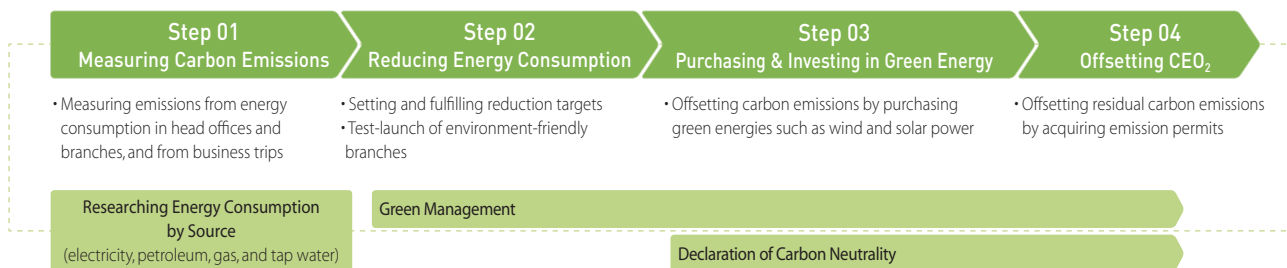 Step 01
Measuring Carbon Emissions
Step 02
Reducing Energy Consumption
Step 03
Purchasing & Investing in Green Energy
Step 04
Offsetting CEO₂
• Measuring emissions from energy
consumption in head offices and
branches, and from business trips
• Setting and fulfilling reduction targets
• Test-launch of environment-friendly
branches
• Offsetting carbon emissions by purchasing
green energies such as wind and solar power
• Offsetting residual carbon emissions
by acquiring emission permits
Researching Energy Consumption
by Source
(electricity, petroleum, gas, and tap water)
Green Management
Declaration of Carbon Neutrality